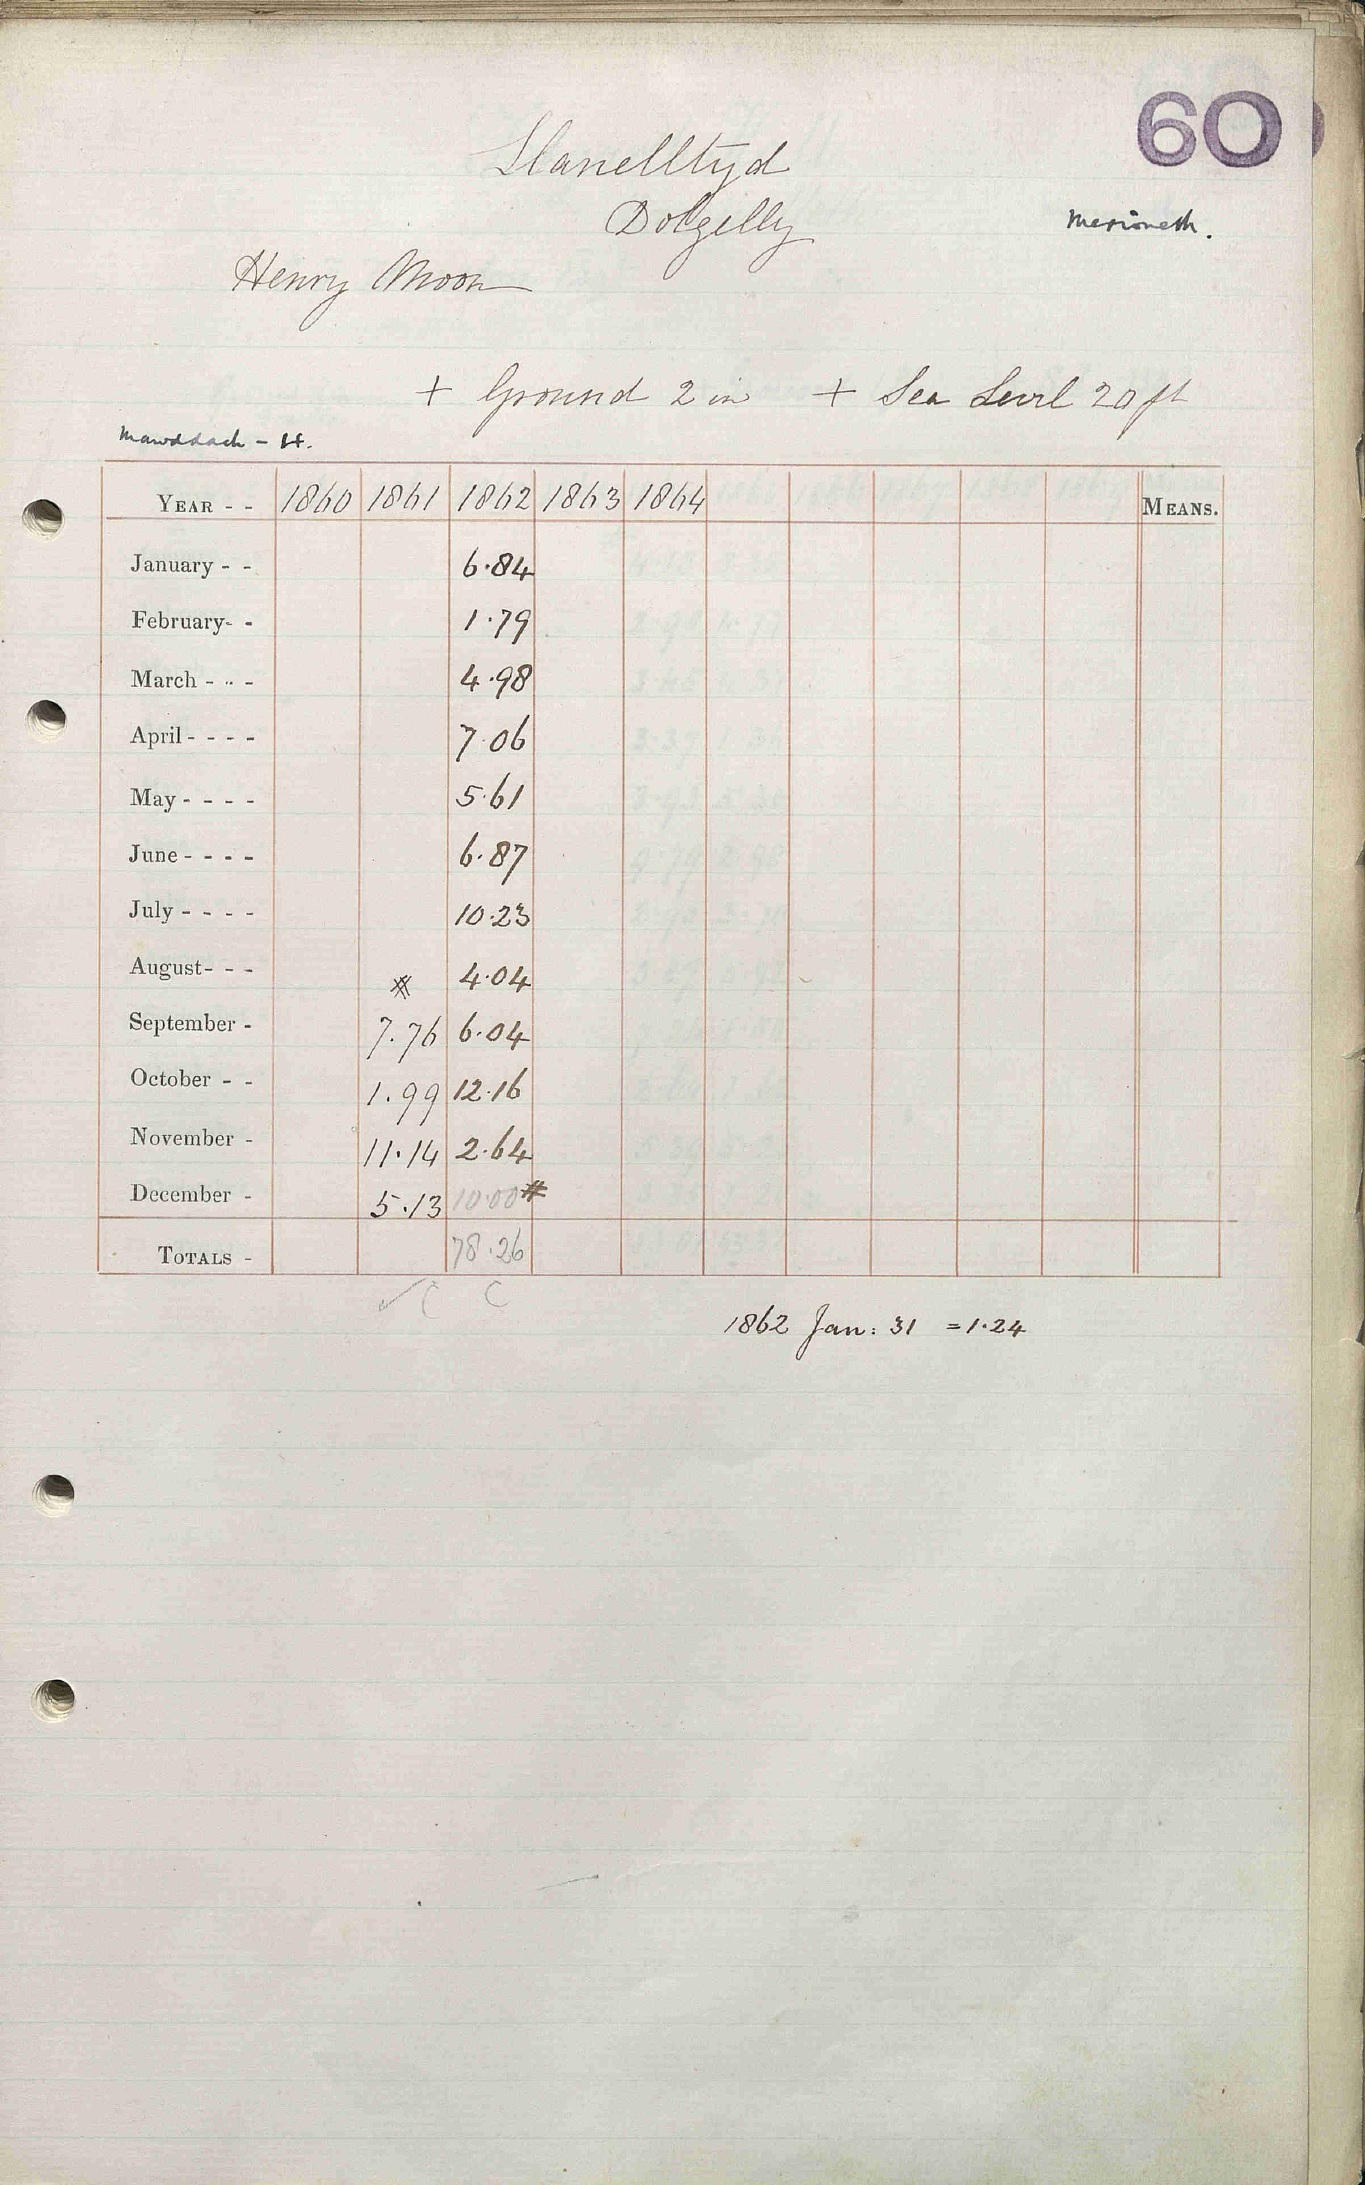 60
Llanelltyd
Dolgelly
Merioneth.
Henry Moon
+ Ground 2 in + Sea Level 20 ft
Mawddach - H.
YEAR - - 1860 1861 1862 1863 1864 MEANS.
January - - 6.84
February - - 1.79
March - - - 4.98
April - - - - 7.06
May - - - - 5.61
June - - - - 6.87
July - - - - 10.23
August - - - # 4.04
September - 7.76 6.04
October - - 1.99 12.16
November - 11.14 2.64
December - 5.13 10.00 #
TOTALS - 78.26
✓ C C
1862 Jan: 31 = 1.24